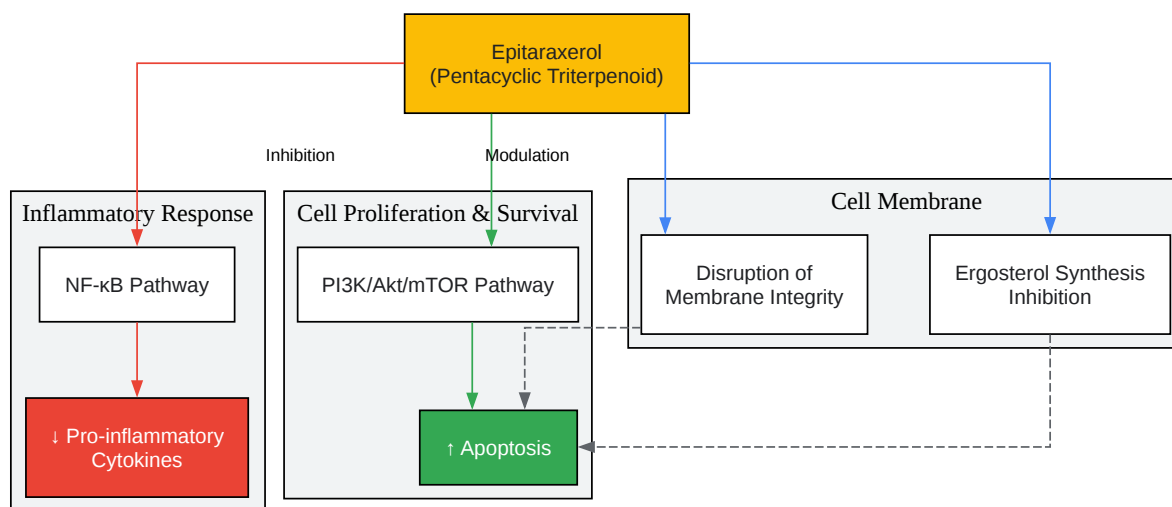 Epitaraxerol
(Pentacyclic Triterpenoid)
Inhibition
Modulation
Inflammatory Response
NF-κB Pathway
↓ Pro-inflammatory
Cytokines
Cell Proliferation & Survival
PI3K/Akt/mTOR Pathway
↑ Apoptosis
Cell Membrane
Disruption of
Membrane Integrity
Ergosterol Synthesis
Inhibition